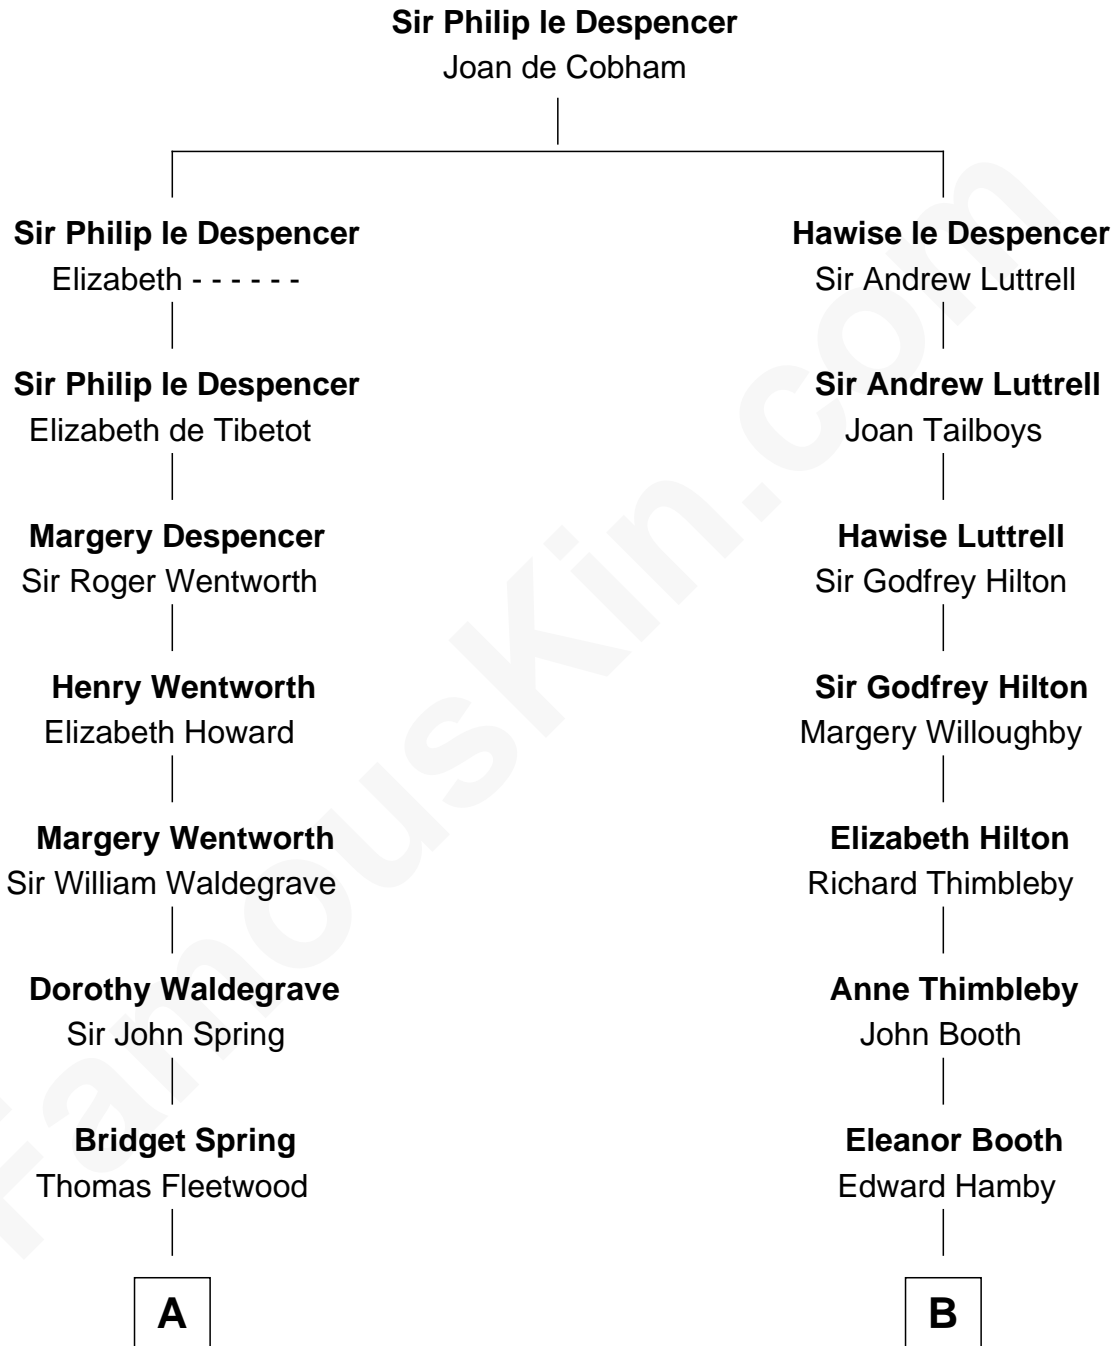 Sir Philip le Despencer
Joan de Cobham
Sir Philip le Despencer
Elizabeth - - - - - -
Sir Philip le Despencer
Elizabeth de Tibetot
Margery Despencer
Sir Roger Wentworth
Henry Wentworth
Elizabeth Howard
Margery Wentworth
Sir William Waldegrave
Dorothy Waldegrave
Sir John Spring
Bridget Spring
Thomas Fleetwood
A
Hawise le Despencer
Sir Andrew Luttrell
Sir Andrew Luttrell
Joan Tailboys
Hawise Luttrell
Sir Godfrey Hilton
Sir Godfrey Hilton
Margery Willoughby
Elizabeth Hilton
Richard Thimbleby
Anne Thimbleby
John Booth
Eleanor Booth
Edward Hamby
B
FamousKin.com